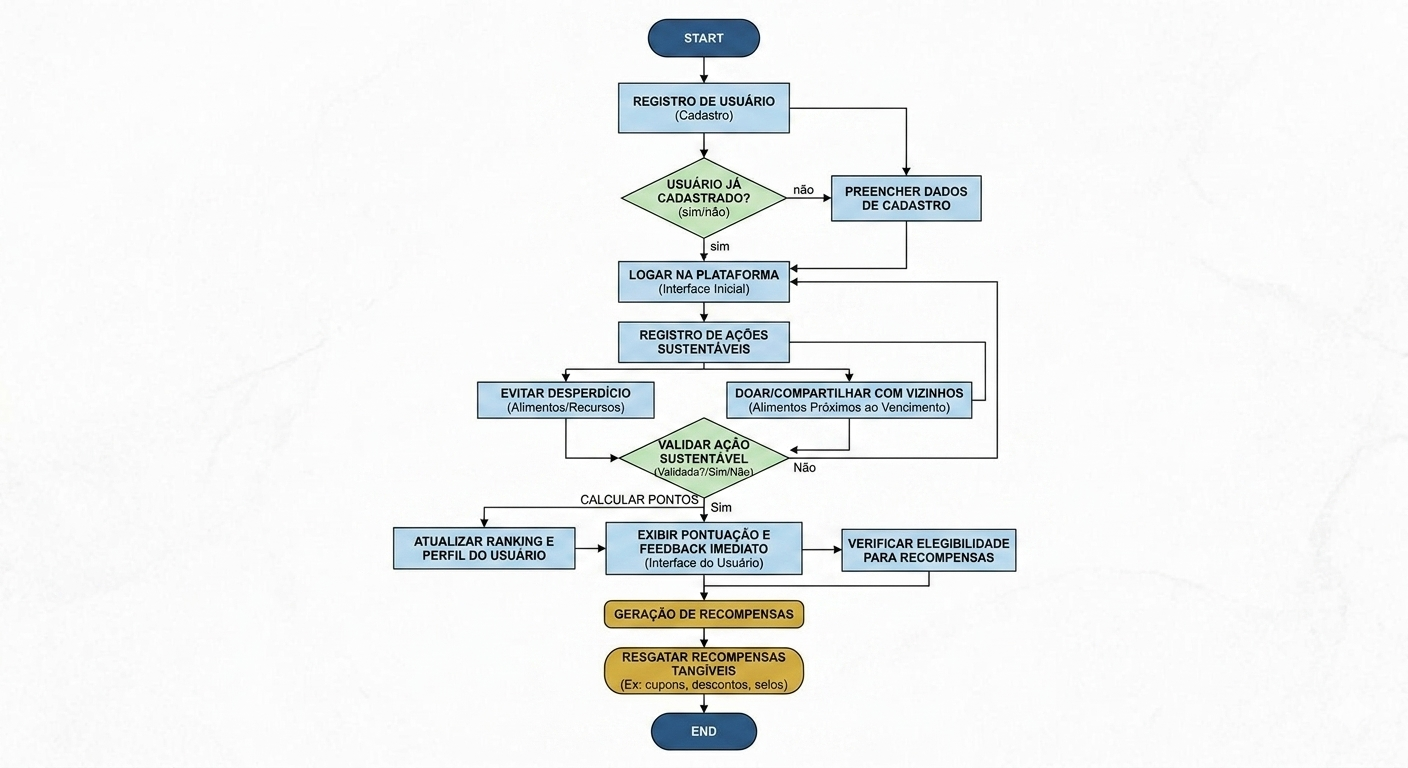 START
REGISTRO DE USUÁRIO
(Cadastro)
USUÁRIO JÁ
CADASTRADO?
(sim/não)
não
PREENCHER DADOS
DE CADASTRO
sim
LOGAR NA PLATAFORMA
(Interface Inicial)
REGISTRO DE AÇÕES
SUSTENTÁVEIS
EVITAR DESPERDÍCIO
(Alimentos/Recursos)
DOAR/COMPARTILHAR COM VIZINHOS
(Alimentos Próximos ao Vencimento)
VALIDAR AÇÃO
SUSTENTÁVEL
(Validada?/Sim/Nãe)
Não
CALCULAR PONTOS
Sim
ATUALIZAR RANKING E
PERFIL DO USUÁRIO
EXIBIR PONTUAÇÃO E
FEEDBACK IMEDIATO
(Interface do Usuário)
VERIFICAR ELEGIBILIDADE
PARA RECOMPENSAS
GERAÇÃO DE RECOMPENSAS
RESGATAR RECOMPENSAS
TANGÍVEIS
(Ex: cupons, descontos, selos)
END